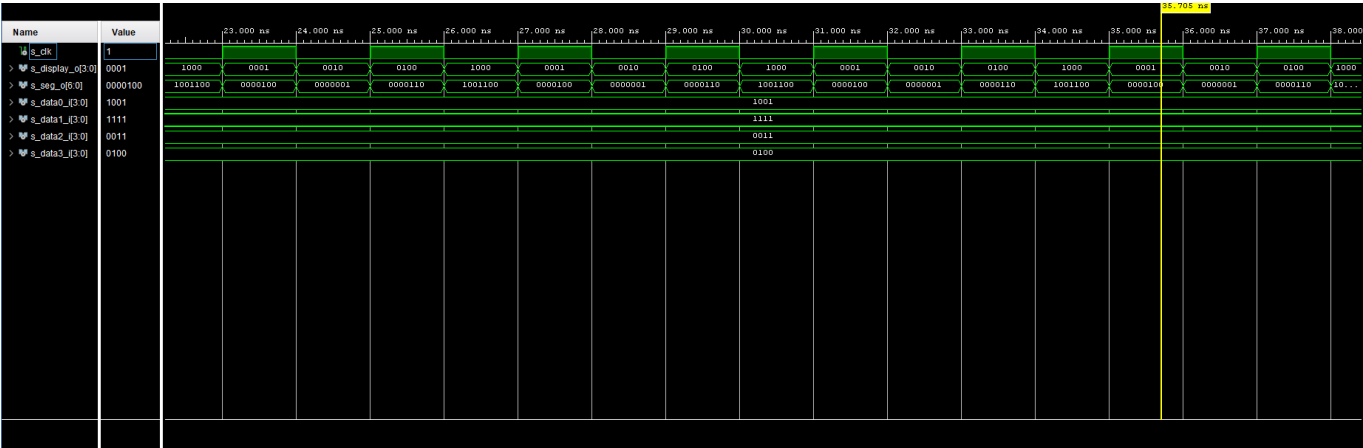 35.705 ns
Name Value
23.000 ns 24.000 ns 25.000 ns 26.000 ns 27.000 ns 28.000 ns 29.000 ns 30.000 ns 31.000 ns 32.000 ns 33.000 ns 34.000 ns 35.000 ns 36.000 ns 37.000 ns 38.000
s_clk 1
s_display_o[3:0] 0001 1000 0001 0010 0100 1000 0001 0010 0100 1000 0001 0010 0100 1000 0001 0010 0100 1000
s_seg_o[6:0] 0000100 1001100 0000100 0000001 0000110 1001100 0000100 0000001 0000110 1001100 0000100 0000001 0000110 1001100 0000100 0000001 0000110 10...
s_data0_i[3:0] 1001 1001
s_data1_i[3:0] 1111 1111
s_data2_i[3:0] 0011 0011
s_data3_i[3:0] 0100 0100